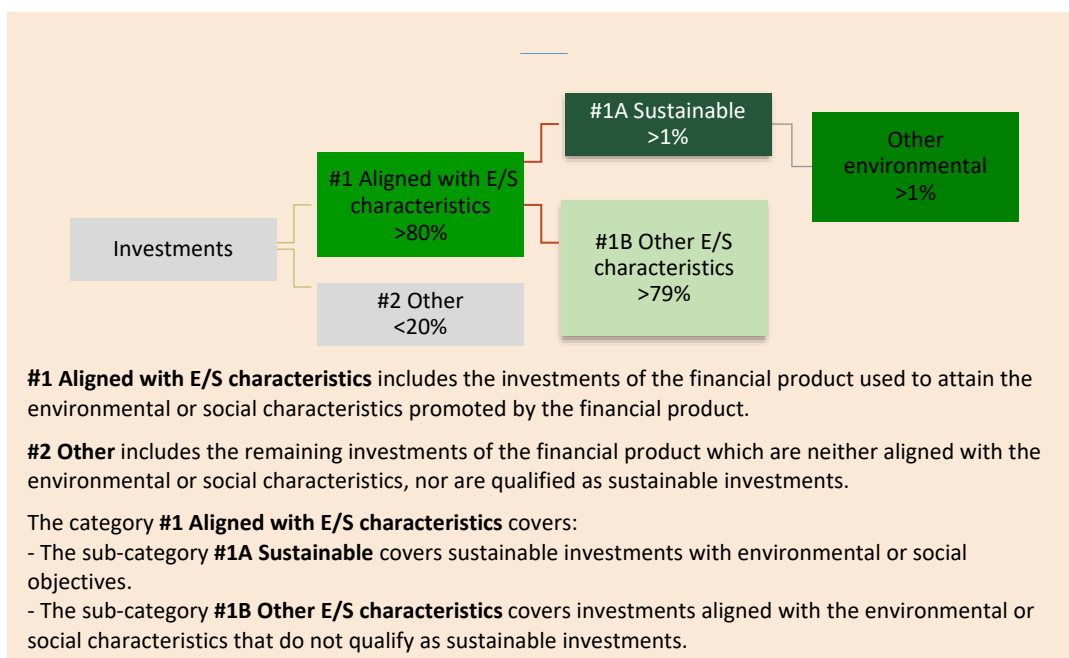 #1A Sustainable
>1%
Other
environmental
>1%
#1 Aligned with E/S
characteristics
>80%
Investments
#1B Other E/S
characteristics
>79%
#2 Other
<20%
#1 Aligned with E/S characteristics includes the investments of the financial product used to attain the
environmental or social characteristics promoted by the financial product.
#2 Other includes the remaining investments of the financial product which are neither aligned with the
environmental or social characteristics, nor are qualified as sustainable investments.
The category #1 Aligned with E/S characteristics covers:
- The sub-category #1A Sustainable covers sustainable investments with environmental or social
objectives.
- The sub-category #1B Other E/S characteristics covers investments aligned with the environmental or
social characteristics that do not qualify as sustainable investments.